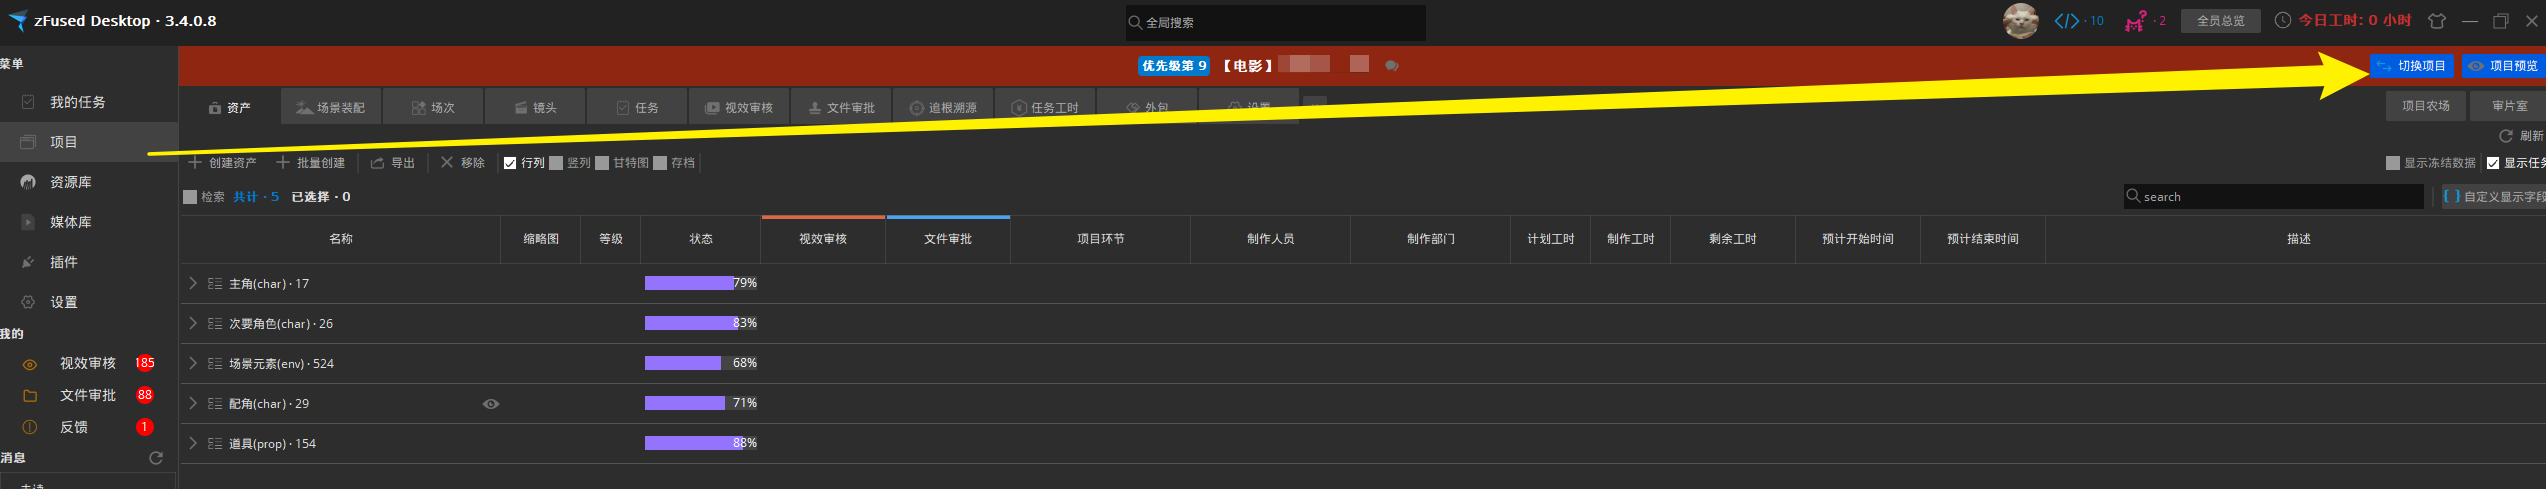 zFused Desktop · 3.4.0.8
全局搜索
· 10
· 2
全员总览
今日工时: 0 小时
菜单
我的任务
项目
资源库
媒体库
插件
设置
我的
视效审核 185
文件审批 88
反馈 1
消息
优先级第 9 【电影】
切换项目
项目预览
资产
场景装配
场次
镜头
任务
视效审核
文件审批
追根溯源
任务工时
外包
设置
项目农场
审片室
刷新
创建资产 批量创建 导出 移除 行列 竖列 甘特图 存档
显示冻结数据 显示任务
检索 共计 · 5 已选择 · 0
search
{ } 自定义显示字段
名称 缩略图 等级 状态 视效审核 文件审批 项目环节 制作人员 制作部门 计划工时 制作工时 剩余工时 预计开始时间 预计结束时间 描述
主角(char) · 17 79%
次要角色(char) · 26 83%
场景元素(env) · 524 68%
配角(char) · 29 71%
道具(prop) · 154 88%